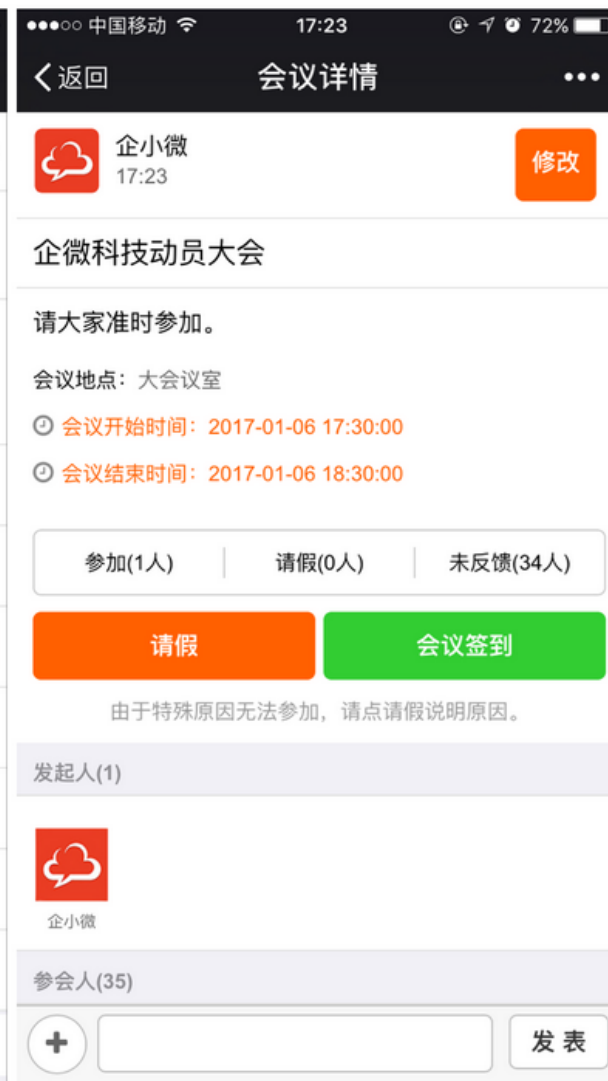 中国移动 17:23 72%
返回 会议详情
企小微
17:23
修改
企微科技动员大会
请大家准时参加。
会议地点：大会议室
会议开始时间：2017-01-06 17:30:00
会议结束时间：2017-01-06 18:30:00
参加(1人) 请假(0人) 未反馈(34人)
请假 会议签到
由于特殊原因无法参加，请点请假说明原因。
发起人(1)
企小微
参会人(35)
发表